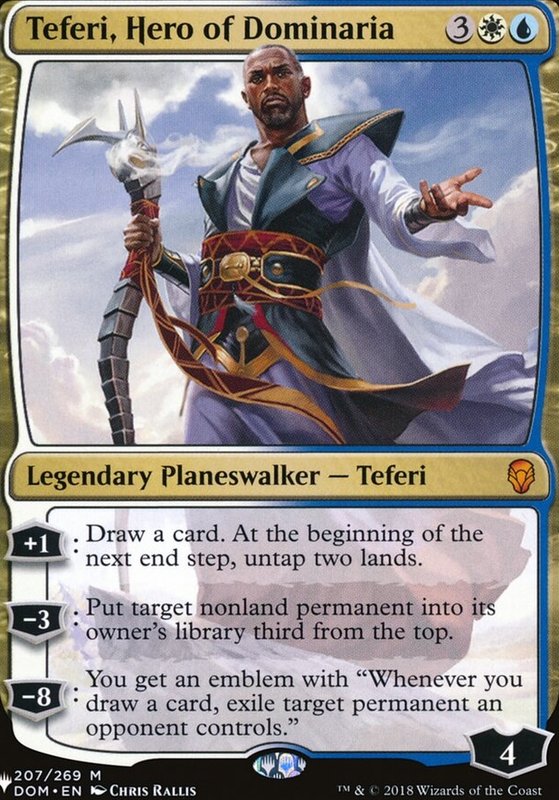 Teferi, Hero of Dominaria 3
Legendary Planeswalker — Teferi
+1 : Draw a card. At the beginning of the
next end step, untap two lands.
−3 : Put target nonland permanent into its
owner's library third from the top.
−8 : You get an emblem with “Whenever you
draw a card, exile target permanent an
opponent controls.”
4
207/269 M
DOM • EN Chris Rallis
™ & © 2018 Wizards of the Coast